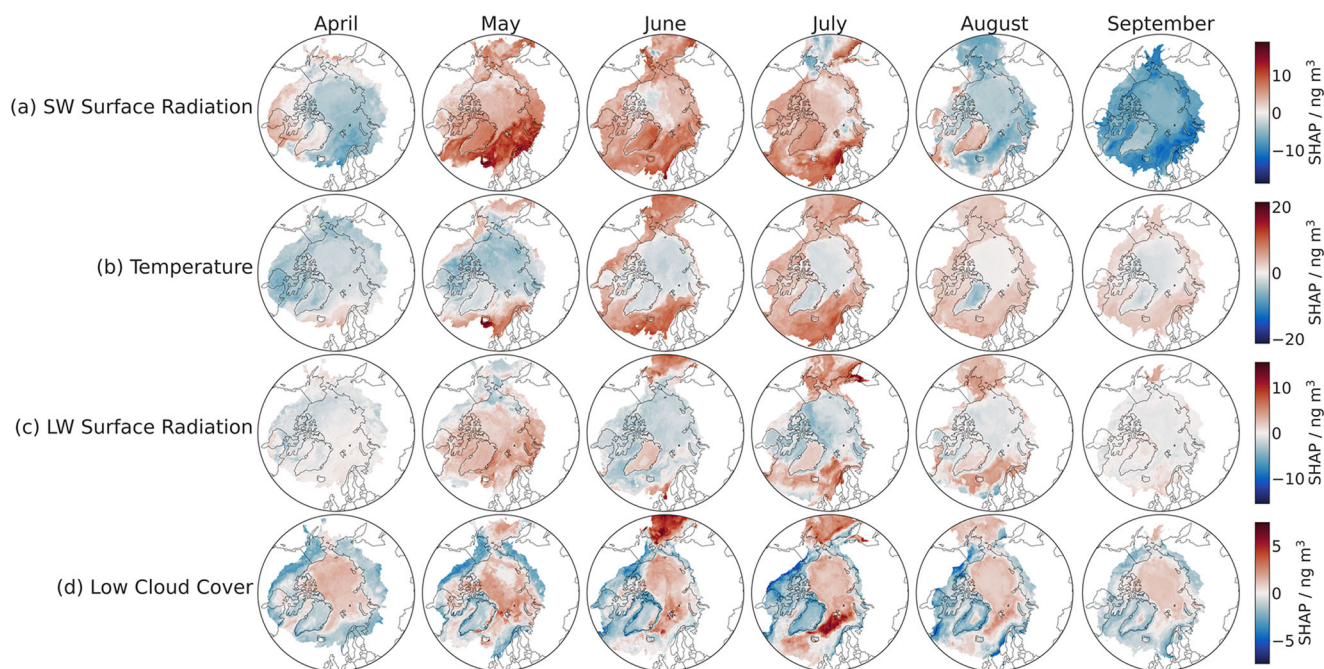 April May June July August September
(a) SW Surface Radiation
10
0
−10
SHAP / ng m³
(b) Temperature
20
0
−20
SHAP / ng m³
(c) LW Surface Radiation
10
0
−10
SHAP / ng m³
(d) Low Cloud Cover
5
0
−5
SHAP / ng m³